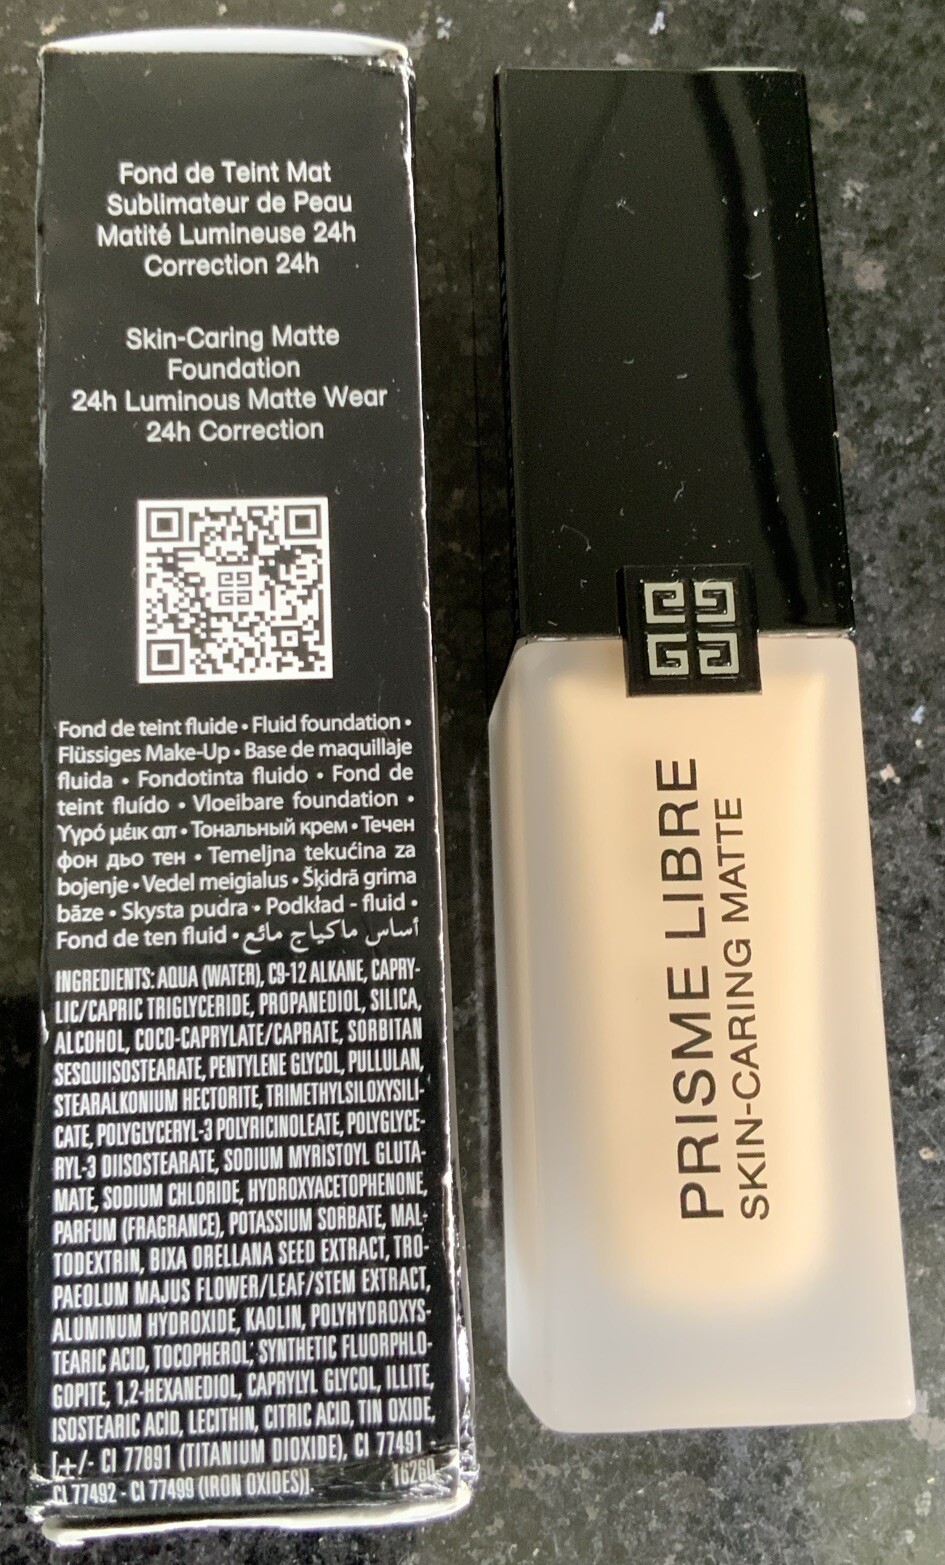 Fond de Teint Mat
Sublimateur de Peau
Matité Lumineuse 24h
Correction 24h
Skin-Caring Matte
Foundation
24h Luminous Matte Wear
24h Correction
Fond de teint fluide • Fluid foundation •
Flüssiges Make-Up • Base de maquillaje
fluida • Fondotinta fluido • Fond de
teint fluído • Vloeibare foundation •
Υγρό μέικ απ • Тональный крем • Течен
фон дьо тен • Temeljna tekućina za
bojenje • Vedel meigialus • Šķidrā grima
bāze • Skysta pudra • Podkład - fluid •
Fond de ten fluid • أساس ماكياج مائع
INGREDIENTS: AQUA (WATER), C9-12 ALKANE, CAPRY-
LIC/CAPRIC TRIGLYCERIDE, PROPANEDIOL, SILICA,
ALCOHOL, COCO-CAPRYLATE/CAPRATE, SORBITAN
SESQUIISOSTEARATE, PENTYLENE GLYCOL, PULLULAN,
STEARALKONIUM HECTORITE, TRIMETHYLSILOXYSILI-
CATE, POLYGLYCERYL-3 POLYRICINOLEATE, POLYGLYCE-
RYL-3 DIISOSTEARATE, SODIUM MYRISTOYL GLUTA-
MATE, SODIUM CHLORIDE, HYDROXYACETOPHENONE,
PARFUM (FRAGRANCE), POTASSIUM SORBATE, MAL-
TODEXTRIN, BIXA ORELLANA SEED EXTRACT, TRO-
PAEOLUM MAJUS FLOWER/LEAF/STEM EXTRACT,
ALUMINUM HYDROXIDE, KAOLIN, POLYHYDROXYS-
TEARIC ACID, TOCOPHEROL, SYNTHETIC FLUORPHLO-
GOPITE, 1,2-HEXANEDIOL, CAPRYLYL GLYCOL, ILLITE,
ISOSTEARIC ACID, LECITHIN, CITRIC ACID, TIN OXIDE,
[+/- CI 77891 (TITANIUM DIOXIDE), CI 77491
CI 77492 - CI 77499 (IRON OXIDES)].
16260
PRISME LIBRE
SKIN-CARING MATTE